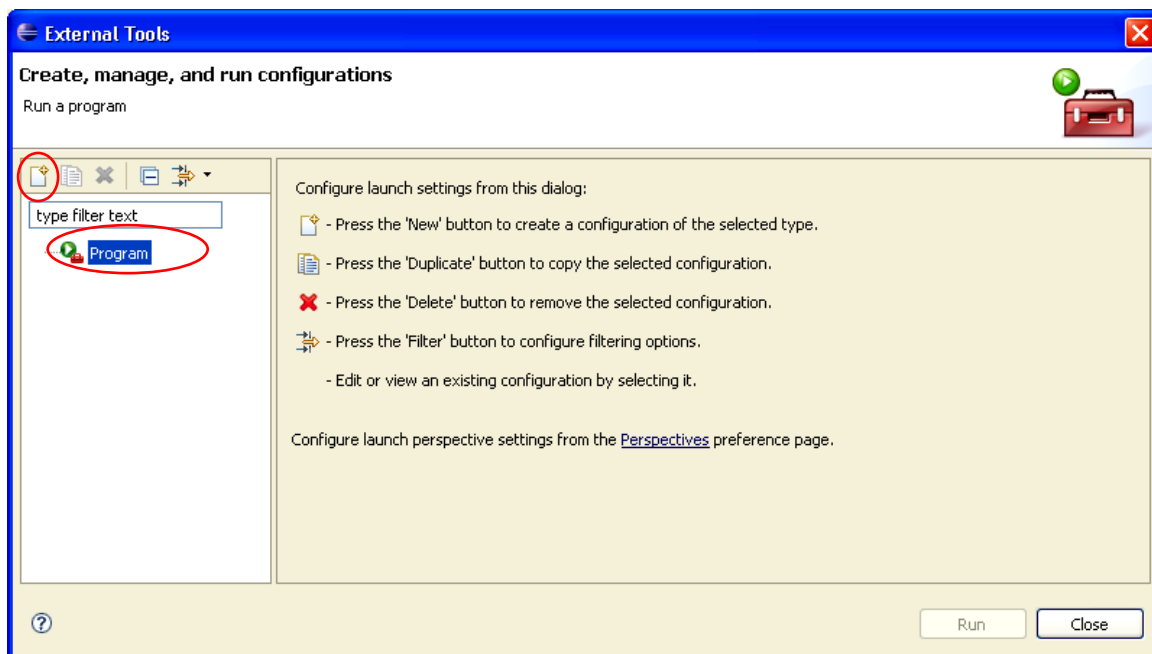 External Tools
Create, manage, and run configurations
Run a program
type filter text
Program
Configure launch settings from this dialog:
- Press the 'New' button to create a configuration of the selected type.
- Press the 'Duplicate' button to copy the selected configuration.
- Press the 'Delete' button to remove the selected configuration.
- Press the 'Filter' button to configure filtering options.
- Edit or view an existing configuration by selecting it.
Configure launch perspective settings from the Perspectives preference page.
Run
Close